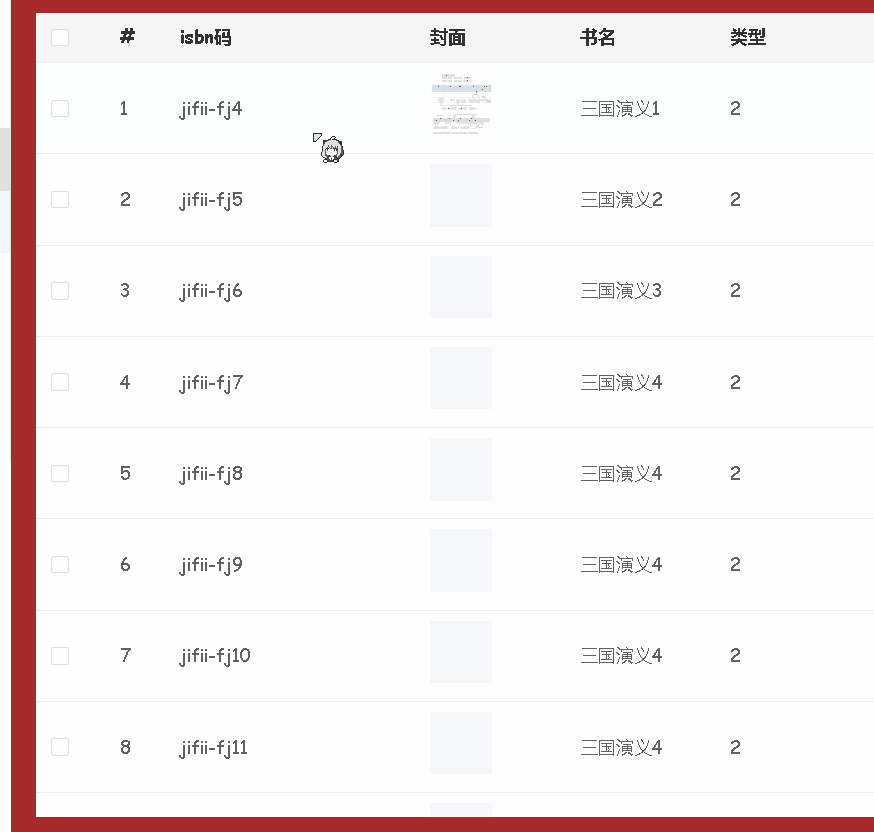 # isbn码 封面 书名 类型
1 jifii-fj4 三国演义1 2
2 jifii-fj5 三国演义2 2
3 jifii-fj6 三国演义3 2
4 jifii-fj7 三国演义4 2
5 jifii-fj8 三国演义4 2
6 jifii-fj9 三国演义4 2
7 jifii-fj10 三国演义4 2
8 jifii-fj11 三国演义4 2